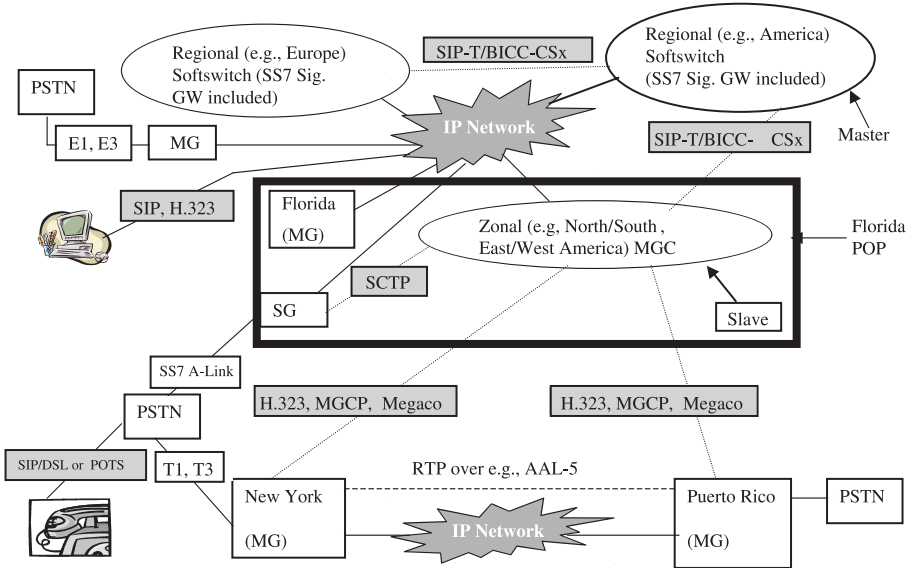 Regional (e.g., Europe)
Softswitch (SS7 Sig.
GW included)
SIP-T/BICC-CSx
Regional (e.g., America)
Softswitch
(SS7 Sig. GW included)
PSTN
IP Network
Master
E1, E3
MG
SIP-T/BICC- CSx
SIP, H.323
Florida
(MG)
Zonal (e.g, North/South ,
East/West America) MGC
Florida
POP
SCTP
SG
Slave
SS7 A-Link
H.323, MGCP, Megaco
H.323, MGCP, Megaco
PSTN
SIP/DSL or POTS
T1, T3
RTP over e.g., AAL-5
New York
(MG)
IP Network
Puerto Rico
(MG)
PSTN